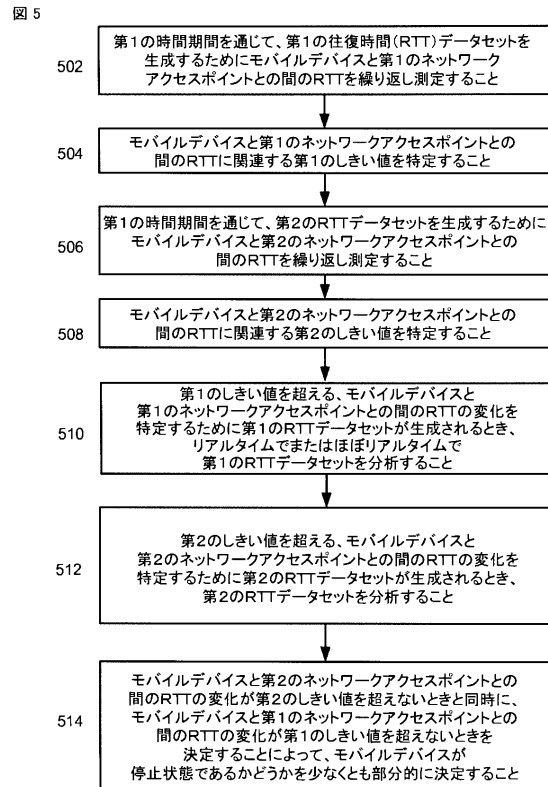 図 5
502
第１の時間期間を通じて、第１の往復時間(RTT)データセットを
生成するためにモバイルデバイスと第１のネットワーク
アクセスポイントとの間のRTTを繰り返し測定すること
504
モバイルデバイスと第１のネットワークアクセスポイントとの
間のRTTに関連する第１のしきい値を特定すること
506
第１の時間期間を通じて、第２のRTTデータセットを生成するために
モバイルデバイスと第２のネットワークアクセスポイントとの
間のRTTを繰り返し測定すること
508
モバイルデバイスと第２のネットワークアクセスポイントとの
間のRTTに関連する第２のしきい値を特定すること
510
第１のしきい値を超える、モバイルデバイスと
第１のネットワークアクセスポイントとの間のRTTの変化を
特定するために第１のRTTデータセットが生成されるとき、
リアルタイムでまたはほぼリアルタイムで
第１のRTTデータセットを分析すること
512
第２のしきい値を超える、モバイルデバイスと
第２のネットワークアクセスポイントとの間のRTTの変化を
特定するために第２のRTTデータセットが生成されるとき、
第２のRTTデータセットを分析すること
514
モバイルデバイスと第２のネットワークアクセスポイントとの
間のRTTの変化が第２のしきい値を超えないときと同時に、
モバイルデバイスと第１のネットワークアクセスポイントとの
間のRTTの変化が第１のしきい値を超えないときを
決定することによって、モバイルデバイスが
停止状態であるかどうかを少なくとも部分的に決定すること